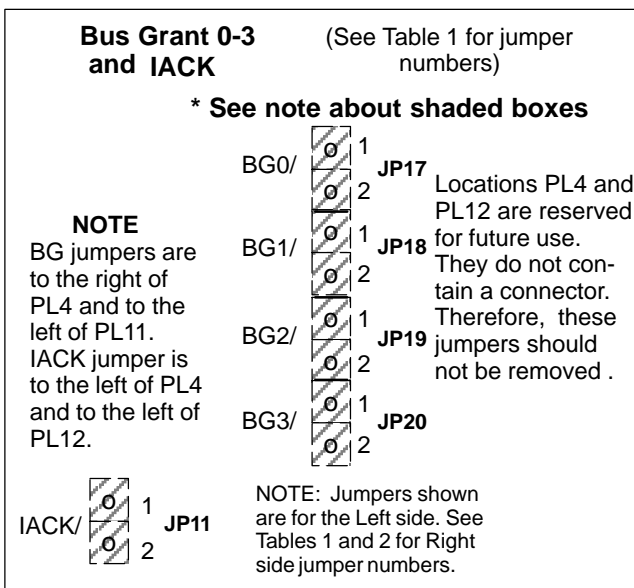 Bus Grant 0-3
and IACK
(See Table 1 for jumper
numbers)
* See note about shaded boxes
BG0/
o 1
o 2
JP17
BG1/
o 1
o 2
JP18
BG2/
o 1
o 2
JP19
BG3/
o 1
o 2
JP20
Locations PL4 and
PL12 are reserved
for future use.
They do not con-
tain a connector.
Therefore, these
jumpers should
not be removed .
NOTE
BG jumpers are
to the right of
PL4 and to the
left of PL11.
IACK jumper is
to the left of PL4
and to the left of
PL12.
IACK/
o 1
o 2
JP11
NOTE: Jumpers shown
are for the Left side. See
Tables 1 and 2 for Right
side jumper numbers.